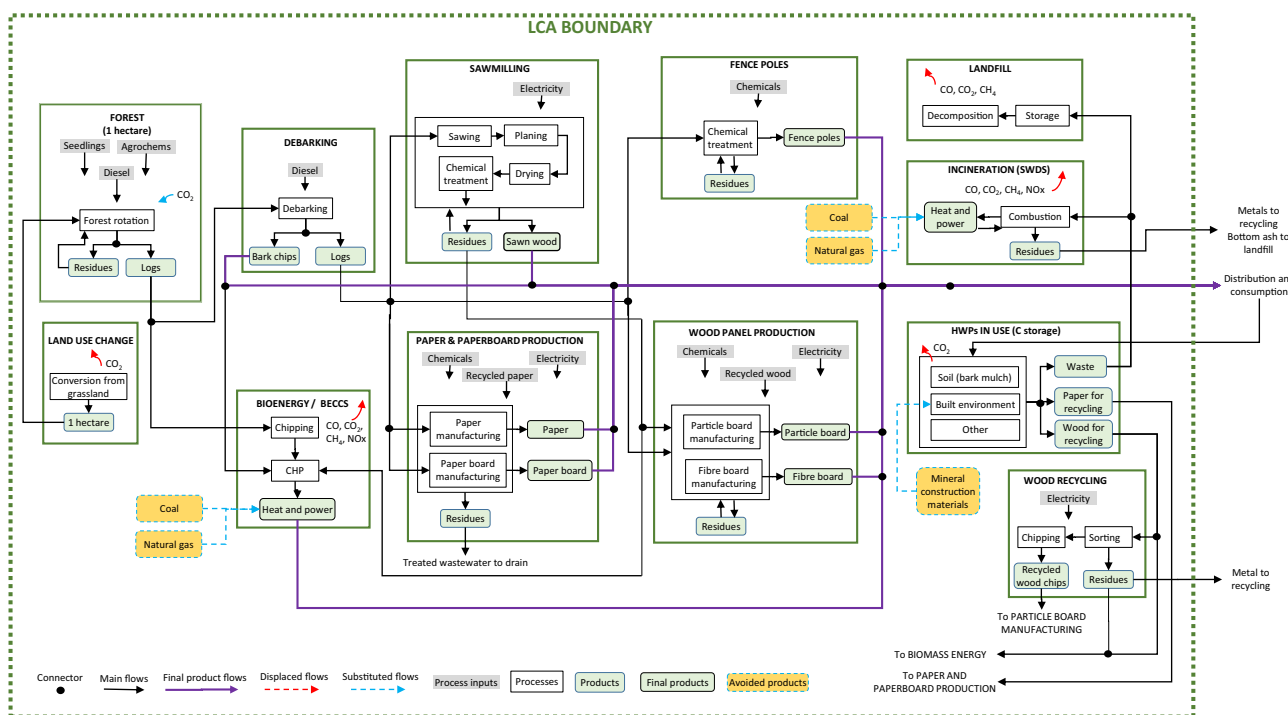 LCA BOUNDARY
FOREST
(1 hectare)
Seedlings
Agrochems
Diesel
CO2
Forest rotation
Residues
Logs
LAND USE CHANGE
CO2
Conversion from
grassland
1 hectare
DEBARKING
Diesel
Debarking
Bark chips
Logs
BIOENERGY / BECCS
Chipping
CO, CO2,
CH4, NOx
CHP
Heat and power
Coal
Natural gas
SAWMILLING
Electricity
Sawing
Planing
Chemical
treatment
Drying
Residues
Sawn wood
PAPER & PAPERBOARD PRODUCTION
Chemicals
Electricity
Recycled paper
Paper
manufacturing
Paper
Paper board
manufacturing
Paper board
Residues
Treated wastewater to drain
FENCE POLES
Chemicals
Chemical
treatment
Fence poles
Residues
WOOD PANEL PRODUCTION
Chemicals
Electricity
Recycled wood
Particle board
manufacturing
Particle board
Fibre board
manufacturing
Fibre board
Residues
LANDFILL
CO, CO2, CH4
Decomposition
Storage
INCINERATION (SWDS)
CO, CO2, CH4, NOx
Heat and
power
Combustion
Residues
Coal
Natural gas
Metals to
recycling
Bottom ash to
landfill
Distribution and
consumption
HWPs IN USE (C storage)
CO2
Soil (bark mulch)
Built environment
Other
Waste
Paper for
recycling
Wood for
recycling
Mineral
construction
materials
WOOD RECYCLING
Electricity
Chipping
Sorting
Recycled
wood chips
Residues
Metal to
recycling
To PARTICLE BOARD
MANUFACTURING
To BIOMASS ENERGY
To PAPER AND
PAPERBOARD PRODUCTION
Connector
Main flows
Final product flows
Displaced flows
Substituted flows
Process inputs
Processes
Products
Final products
Avoided products